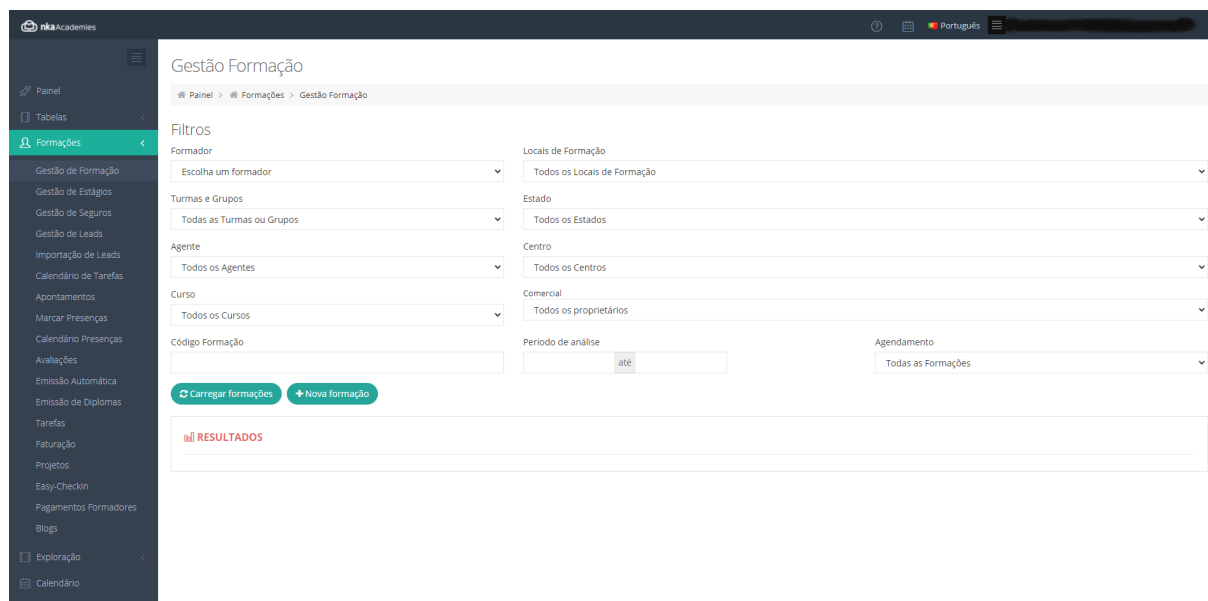 nkaAcademies
Português
Painel
Tabelas
Formações
Gestão de Formação
Gestão de Estágios
Gestão de Seguros
Gestão de Leads
Importação de Leads
Calendário de Tarefas
Apontamentos
Marcar Presenças
Calendário Presenças
Avaliações
Emissão Automática
Emissão de Diplomas
Tarefas
Faturação
Projetos
Easy-Checkin
Pagamentos Formadores
Blogs
Exploração
Calendário
Gestão Formação
Painel > Formações > Gestão Formação
Filtros
Formador
Escolha um formador
Locais de Formação
Todos os Locais de Formação
Turmas e Grupos
Todas as Turmas ou Grupos
Estado
Todos os Estados
Agente
Todos os Agentes
Centro
Todos os Centros
Curso
Todos os Cursos
Comercial
Todos os proprietários
Código Formação
Periodo de análise
até
Agendamento
Todas as Formações
Carregar formações
+ Nova formação
RESULTADOS